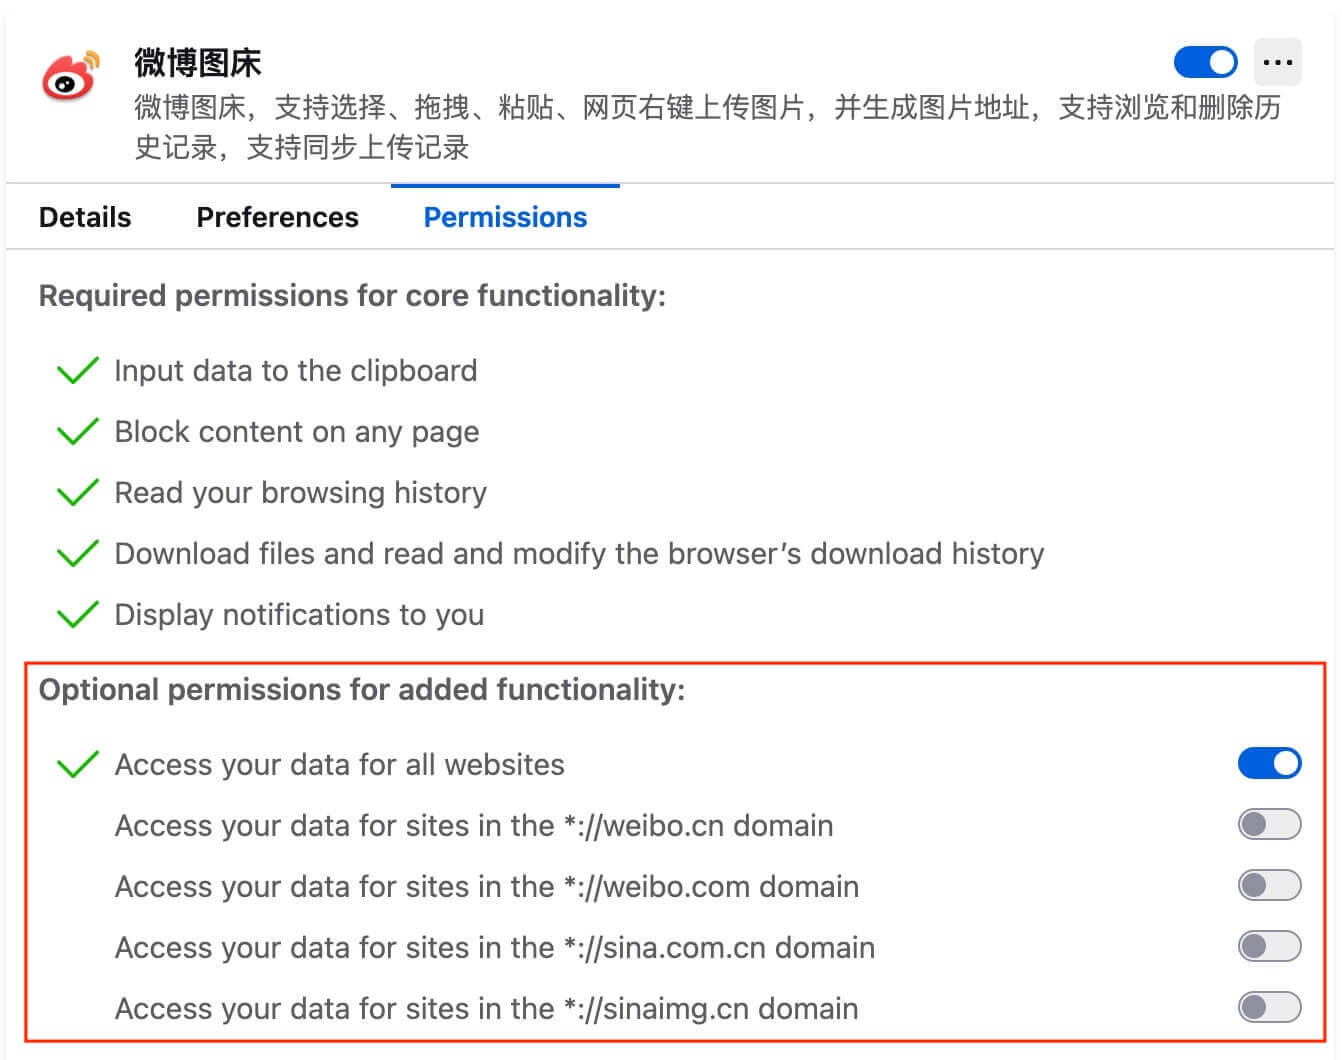 微博图床
微博图床，支持选择、拖拽、粘贴、网页右键上传图片，并生成图片地址，支持浏览和删除历
史记录，支持同步上传记录
Details Preferences Permissions
Required permissions for core functionality:
Input data to the clipboard
Block content on any page
Read your browsing history
Download files and read and modify the browser’s download history
Display notifications to you
Optional permissions for added functionality:
Access your data for all websites
Access your data for sites in the *://weibo.cn domain
Access your data for sites in the *://weibo.com domain
Access your data for sites in the *://sina.com.cn domain
Access your data for sites in the *://sinaimg.cn domain